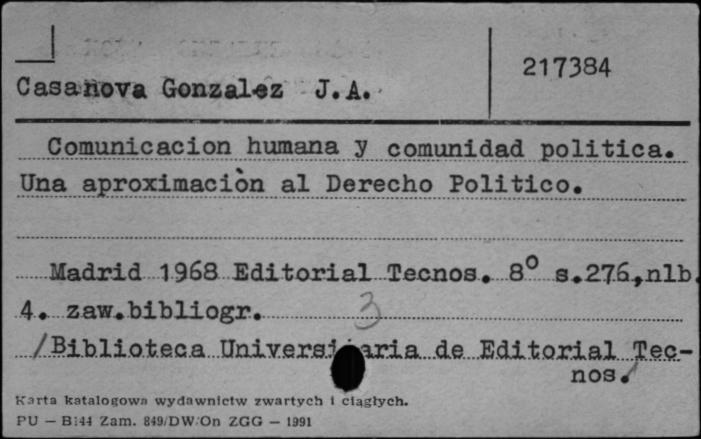 217384
Casanova Gonzalez J.A.
Comunicacion humana y comunidad politica.
Una aproximaciòn al Derecho Politico.
Madrid 1968 Editorial Tecnos. 8° s.276,nlb.
4. zaw.bibliogr. 3
/Biblioteca Universitaria de Editorial Tec-
nos./
Karta katalogowa wydawnictw zwartych i ciągłych.
PU — B144 Zam. 849/DW/On ZGG — 1991